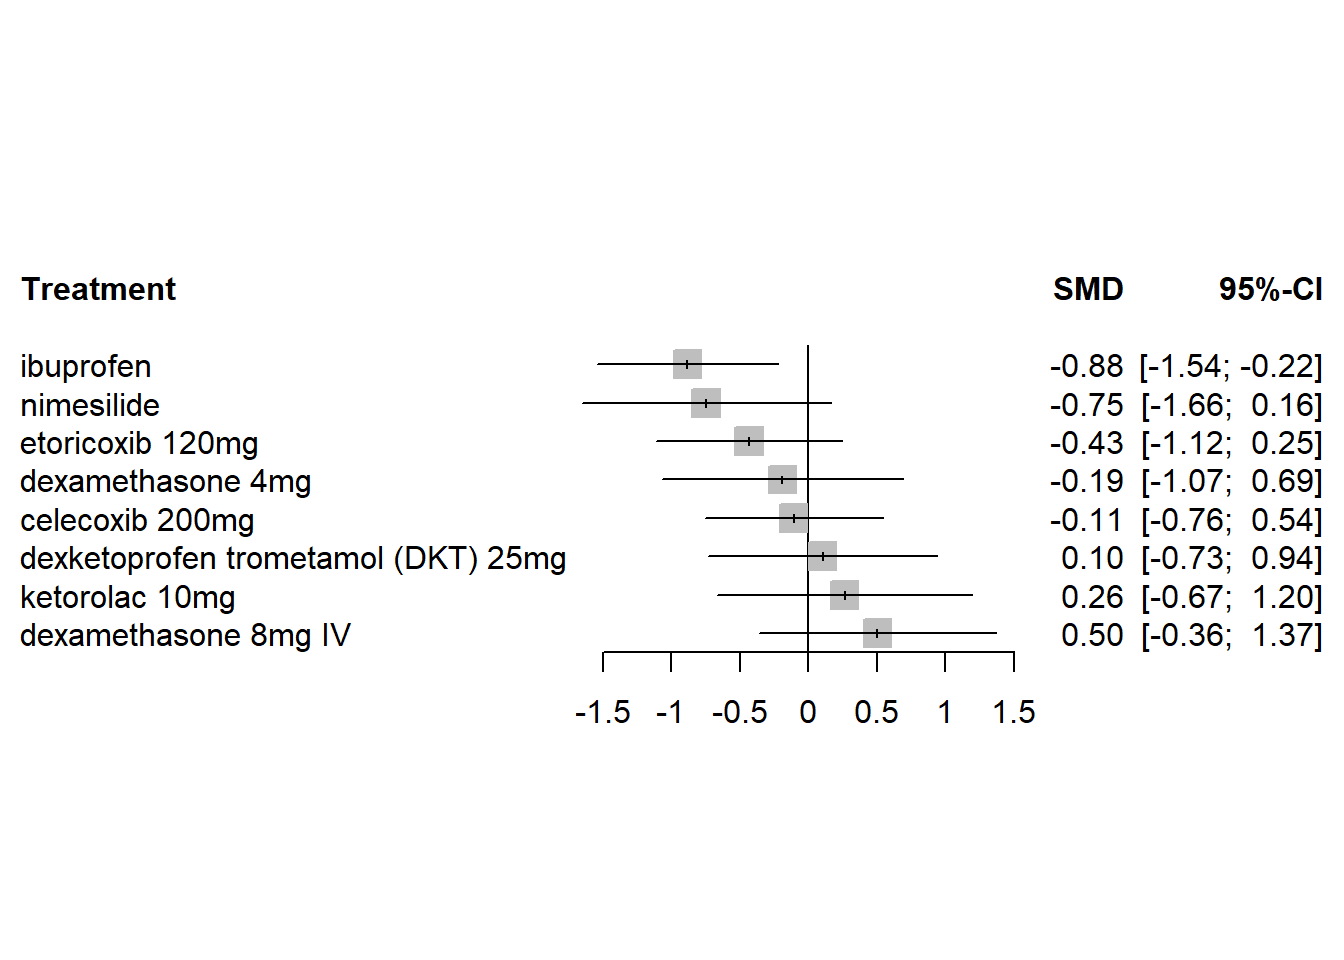 Treatment SMD 95%-CI
ibuprofen -0.88 [-1.54; -0.22]
nimesilide -0.75 [-1.66; 0.16]
etoricoxib 120mg -0.43 [-1.12; 0.25]
dexamethasone 4mg -0.19 [-1.07; 0.69]
celecoxib 200mg -0.11 [-0.76; 0.54]
dexketoprofen trometamol (DKT) 25mg 0.10 [-0.73; 0.94]
ketorolac 10mg 0.26 [-0.67; 1.20]
dexamethasone 8mg IV 0.50 [-0.36; 1.37]
-1.5 -1 -0.5 0 0.5 1 1.5